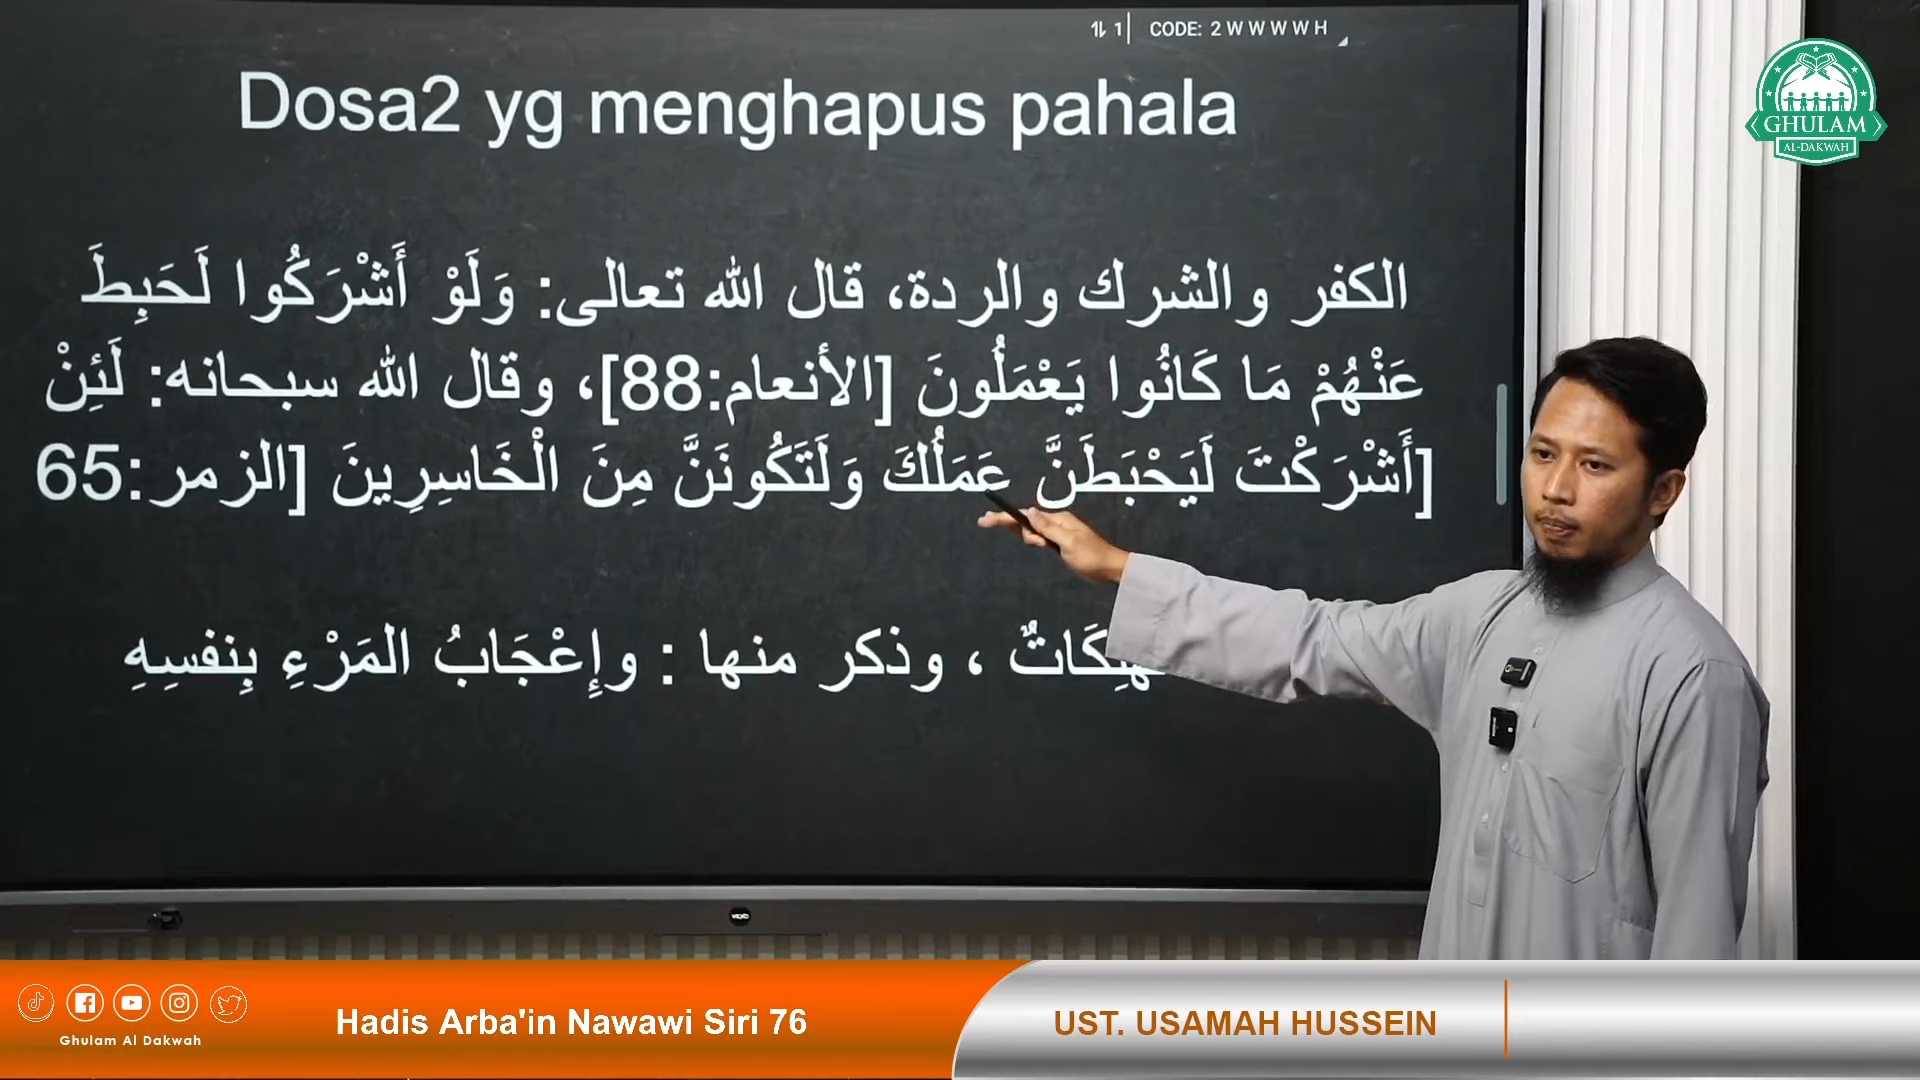 1 CODE: 2 W W W W H
Dosa2 yg menghapus pahala
الكفر والشرك والردة، قال الله تعالى: وَلَوْ أَشْرَكُوا لَحَبِطَ
عَنْهُمْ مَا كَانُوا يَعْمَلُونَ [الأنعام:88]، وقال الله سبحانه: لَئِنْ
أَشْرَكْتَ لَيَحْبَطَنَّ عَمَلُكَ وَلَتَكُونَنَّ مِنَ الْخَاسِرِينَ [الزمر:65]
، وذكر منها : وإِعْجَابُ المَرْءِ بِنفسِهِ
GHULAM
AL-DAKWAH
Ghulam Al Dakwah
Hadis Arba'in Nawawi Siri 76
UST. USAMAH HUSSEIN